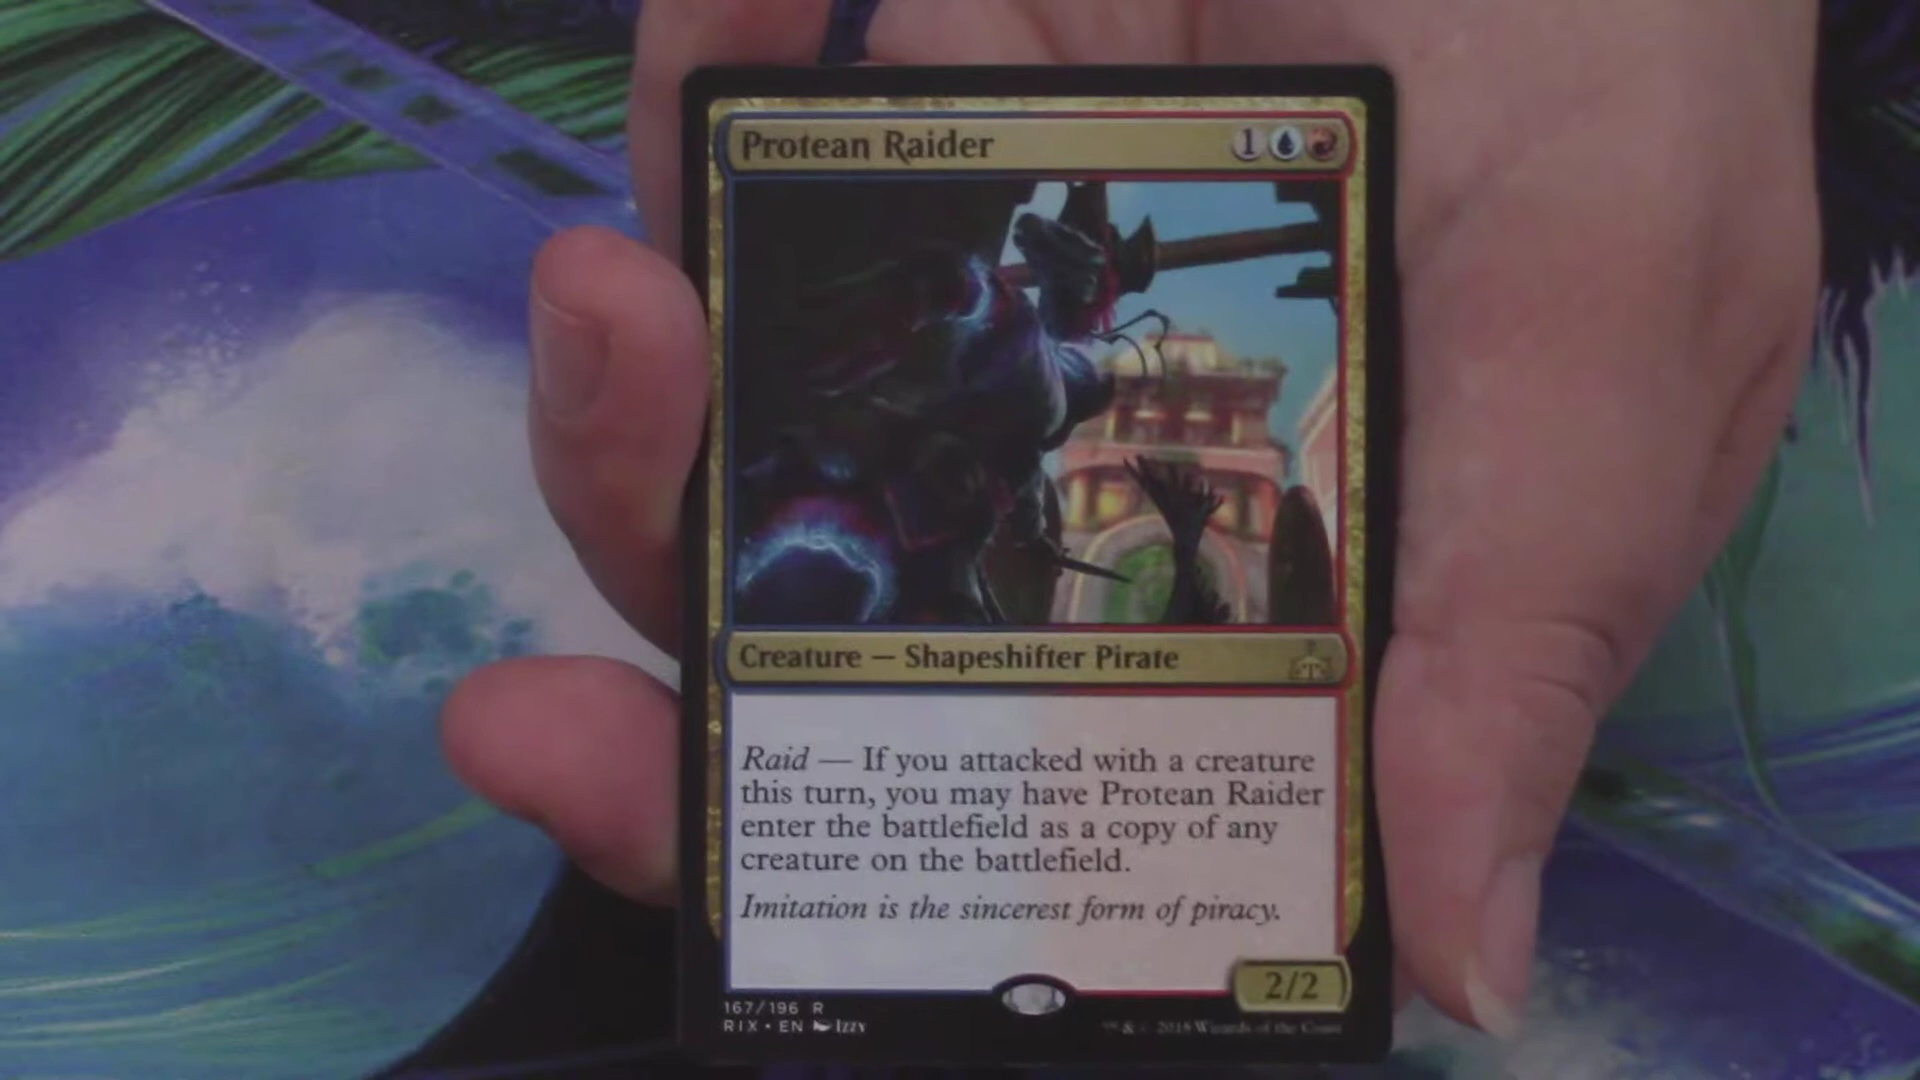 Protean Raider 1
Creature — Shapeshifter Pirate
Raid — If you attacked with a creature
this turn, you may have Protean Raider
enter the battlefield as a copy of any
creature on the battlefield.
Imitation is the sincerest form of piracy.
2/2
167/196 R
RIX • EN Izzy
& © 2018 Wizards of the Coast